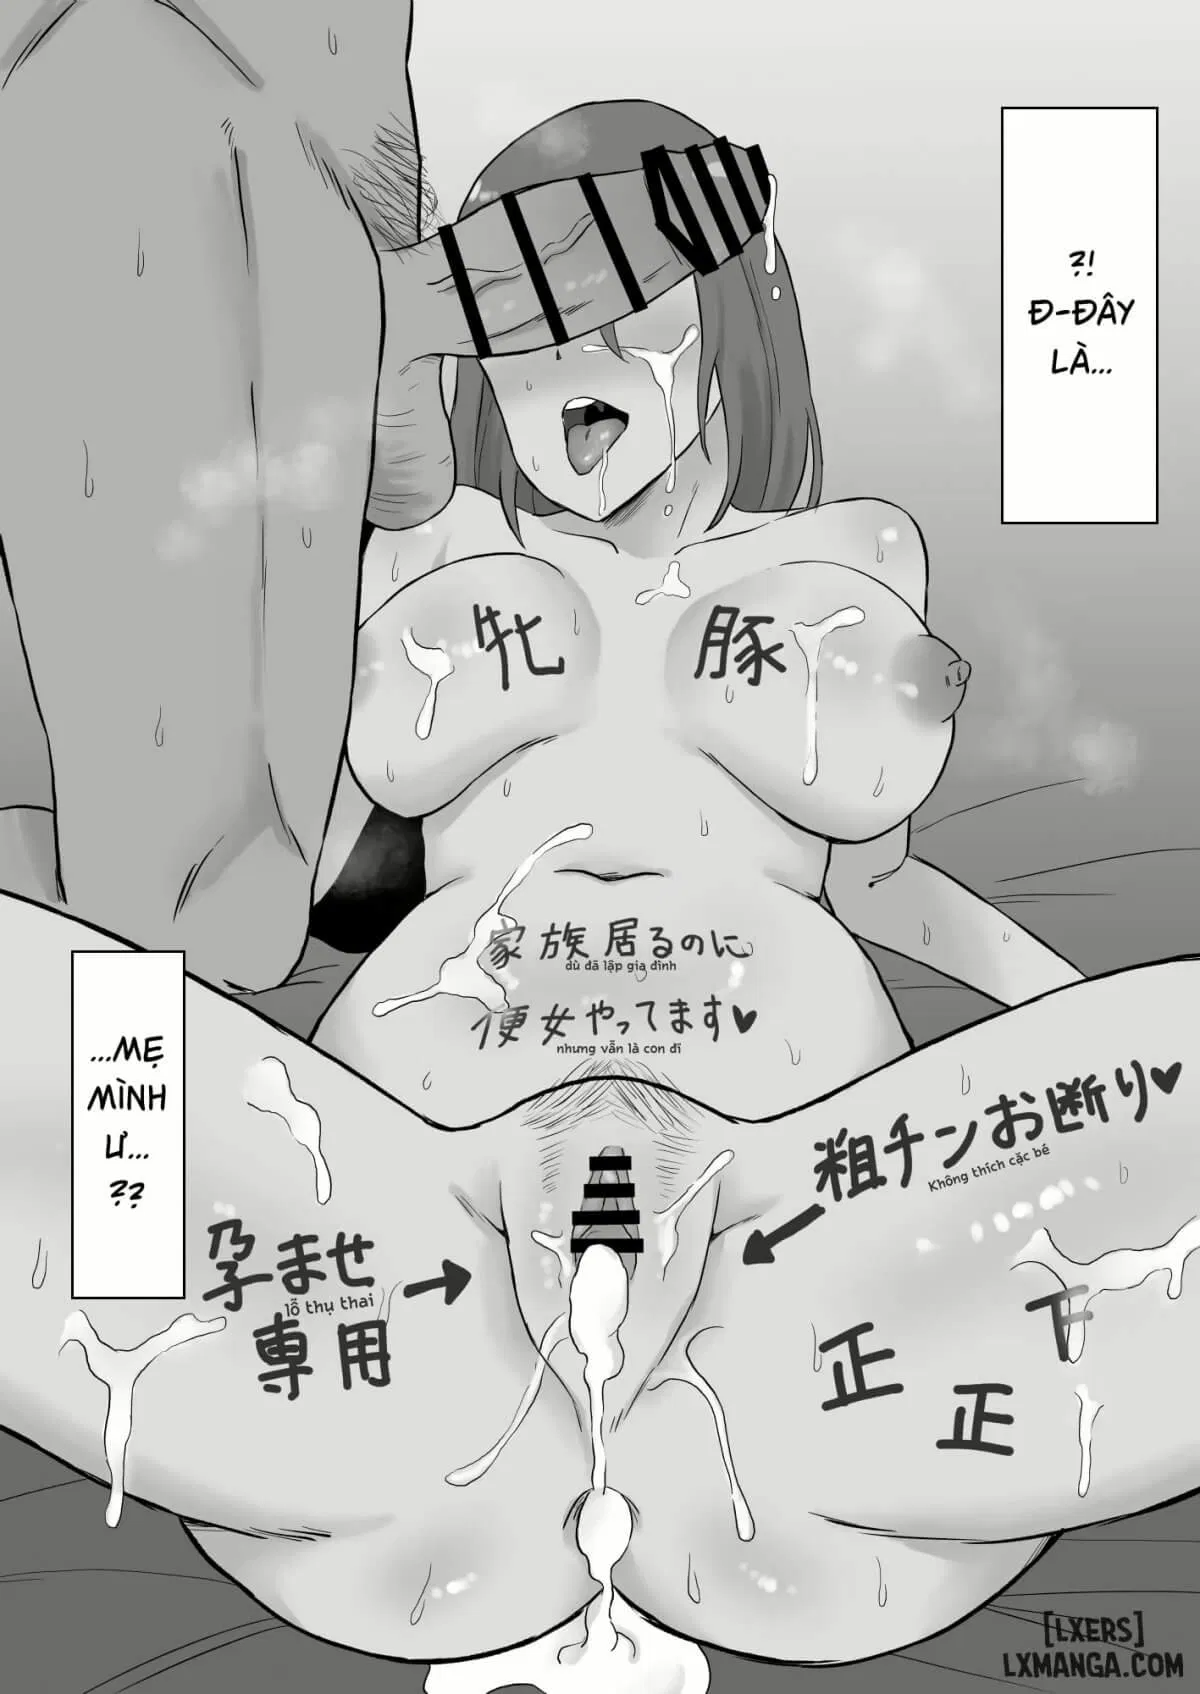 ?!
Đ-ĐÂY
LÀ...
牝 豚
家族居るのに
dù đã lập gia đình
便女やってます♥
nhưng vẫn là con đĩ
...MẸ
MÌNH
Ư...
??
粗チンお断り♥
Không thích cặc bé
孕ませ
lỗ thụ thai
専用
正
正
下
[LXERS]
LXMANGA.COM